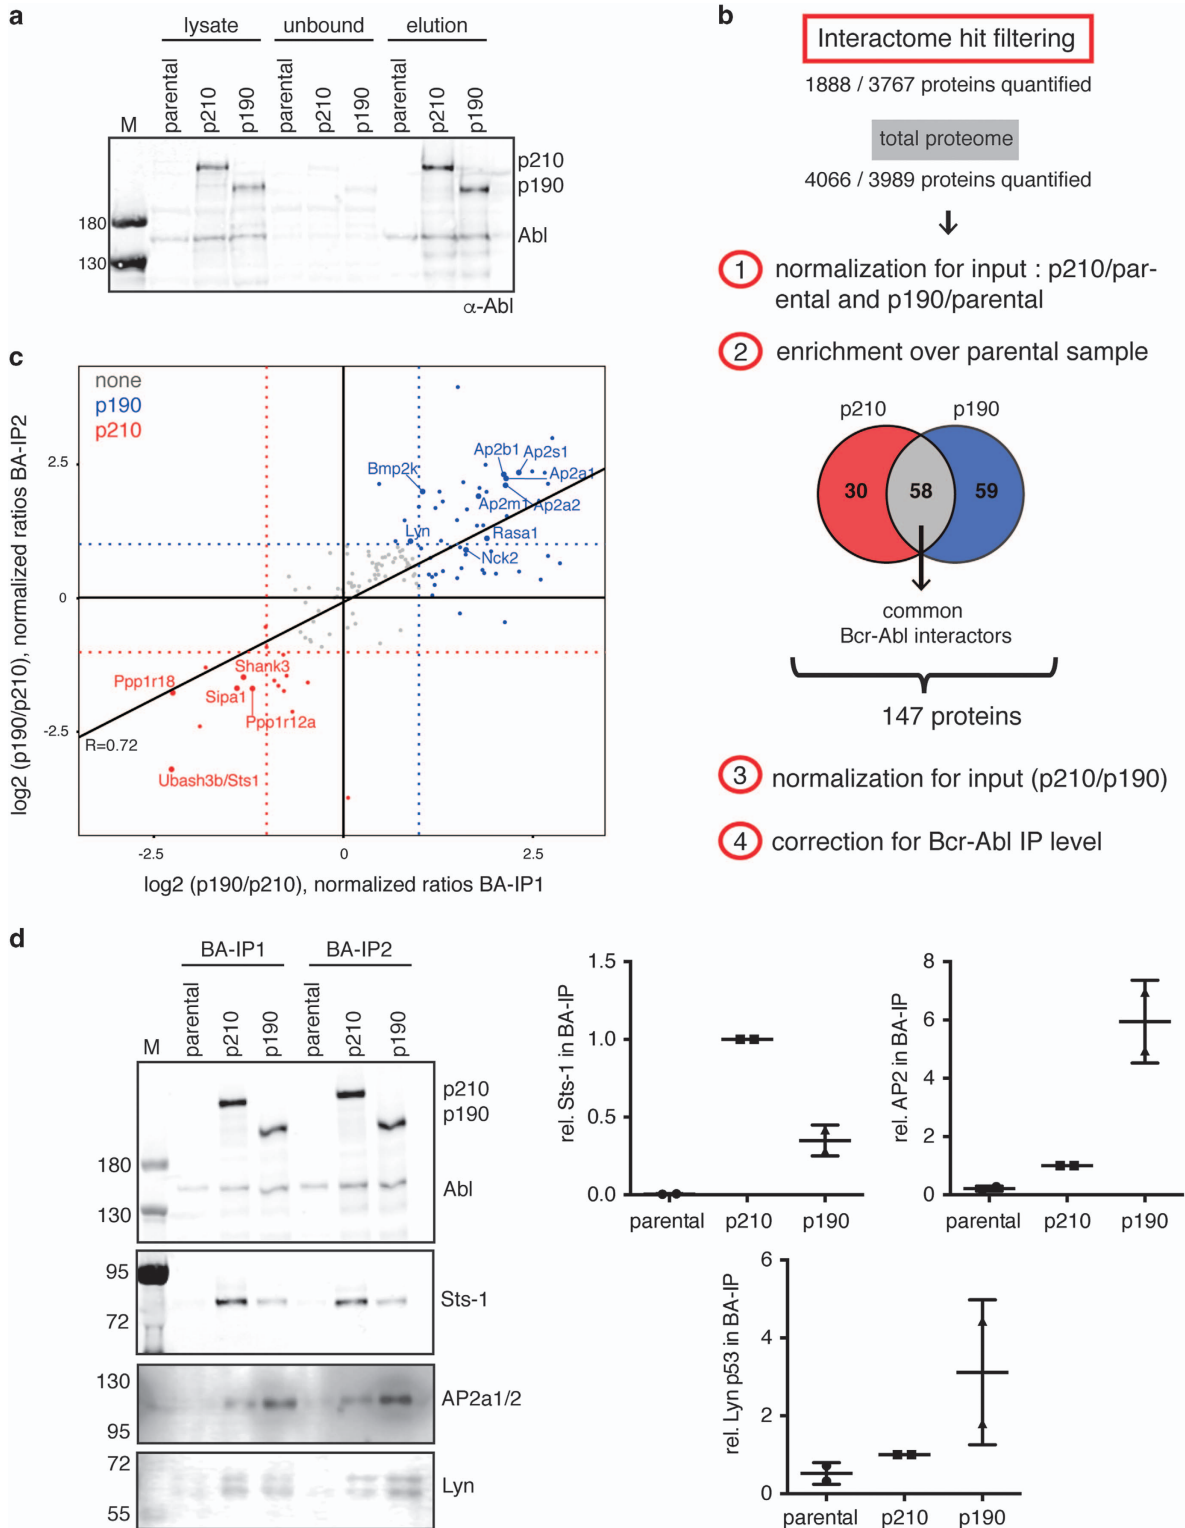 a
lysate unbound elution
M parental p210 p190 parental p210 p190 parental p210 p190
p210
p190
180
Abl
130
α-Abl
b
Interactome hit filtering
1888 / 3767 proteins quantified
total proteome
4066 / 3989 proteins quantified
1 normalization for input : p210/par-
ental and p190/parental
2 enrichment over parental sample
p210 p190
30 58 59
common
Bcr-Abl interactors
147 proteins
3 normalization for input (p210/p190)
4 correction for Bcr-Abl IP level
c
none
p190
p210
log2 (p190/p210), normalized ratios BA-IP2
2.5
0
-2.5
Ap2b1 Ap2s1
Bmp2k Ap2a1
Ap2m1 Ap2a2
Lyn Rasa1
Nck2
Shank3
Ppp1r18
Sipa1
Ppp1r12a
R=0.72
Ubash3b/Sts1
-2.5 0 2.5
log2 (p190/p210), normalized ratios BA-IP1
d
BA-IP1 BA-IP2
M parental p210 p190 parental p210 p190
p210
p190
180
Abl
130
95
Sts-1
72
130
AP2a1/2
95
72
Lyn
55
rel. Sts-1 in BA-IP
1.5
1.0
0.5
0.0
parental p210 p190
rel. AP2 in BA-IP
8
6
4
2
0
parental p210 p190
rel. Lyn p53 in BA-IP
6
4
2
0
parental p210 p190